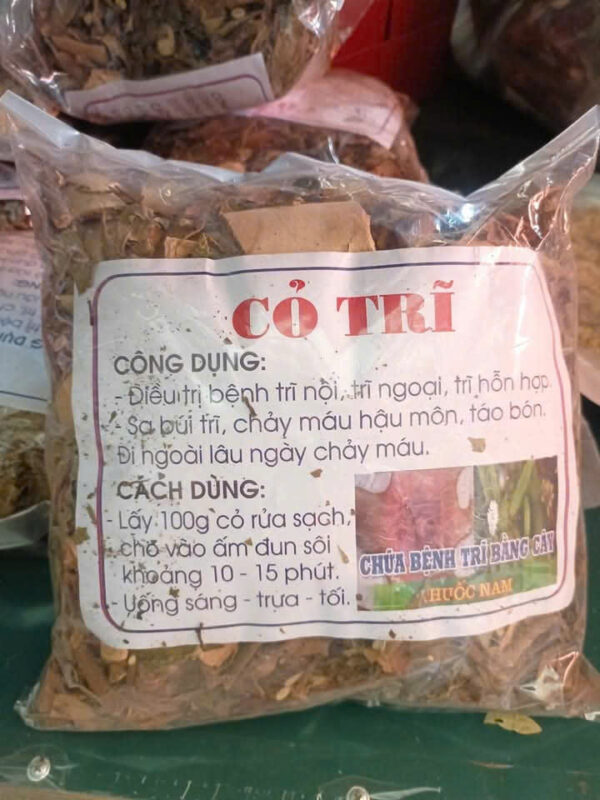 CỎ TRĨ
CÔNG DỤNG:
- Điều trị bệnh trĩ nội, trĩ ngoại, trĩ hỗn hợp.
- Sa búi trĩ, chảy máu hậu môn, táo bón.
Đi ngoài lâu ngày chảy máu.
CÁCH DÙNG:
- Lấy 100g cỏ rửa sạch,
cho vào ấm đun sôi
khoảng 10 - 15 phút.
- Uống sáng - trưa - tối.
CHỮA BỆNH TRĨ BẰNG CÂY
THUỐC NAM